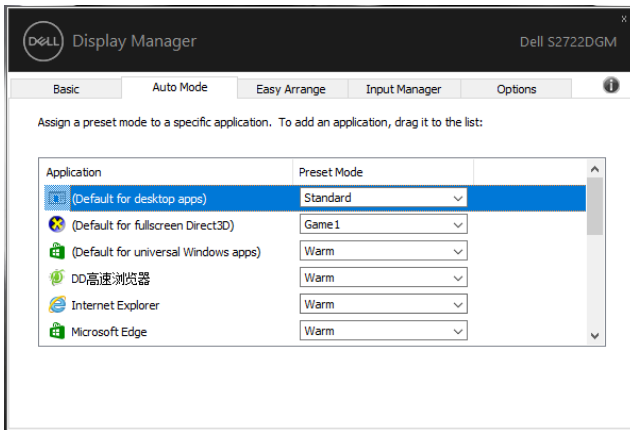 DELL Display Manager Dell S2722DGM
Basic Auto Mode Easy Arrange Input Manager Options
Assign a preset mode to a specific application. To add an application, drag it to the list:
Application Preset Mode
(Default for desktop apps) Standard
(Default for fullscreen Direct3D) Game1
(Default for universal Windows apps) Warm
DD高速浏览器 Warm
Internet Explorer Warm
Microsoft Edge Warm